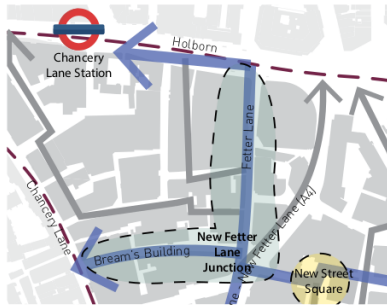 Holborn
Chancery
Lane Station
Fetter Lane
Chancery Lane
New Fetter
Lane
Junction
Bream's Building
Fetter Lane (A4)
New Street
Square